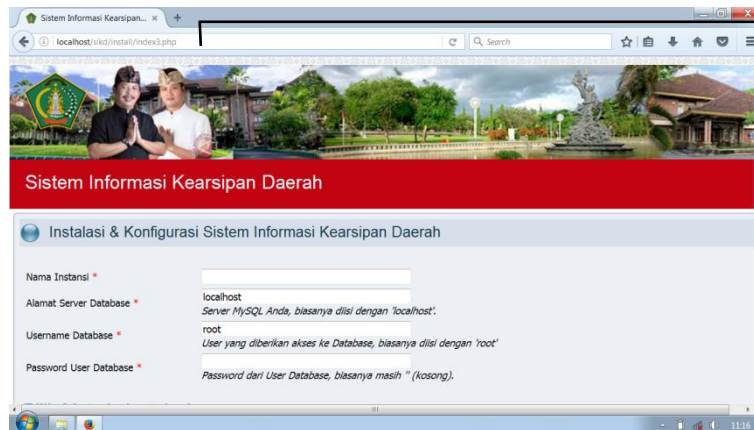 Sistem Informasi Kearsipan...
localhost/sikd/install/index3.php
Search
Sistem Informasi Kearsipan Daerah
Instalasi & Konfigurasi Sistem Informasi Kearsipan Daerah
Nama Instansi *
Alamat Server Database *
localhost
Server MySQL Anda, biasanya diisi dengan 'localhost'.
Username Database *
root
User yang diberikan akses ke Database, biasanya diisi dengan 'root'
Password User Database *
Password dari User Database, biasanya masih '' (kosong).
11:16